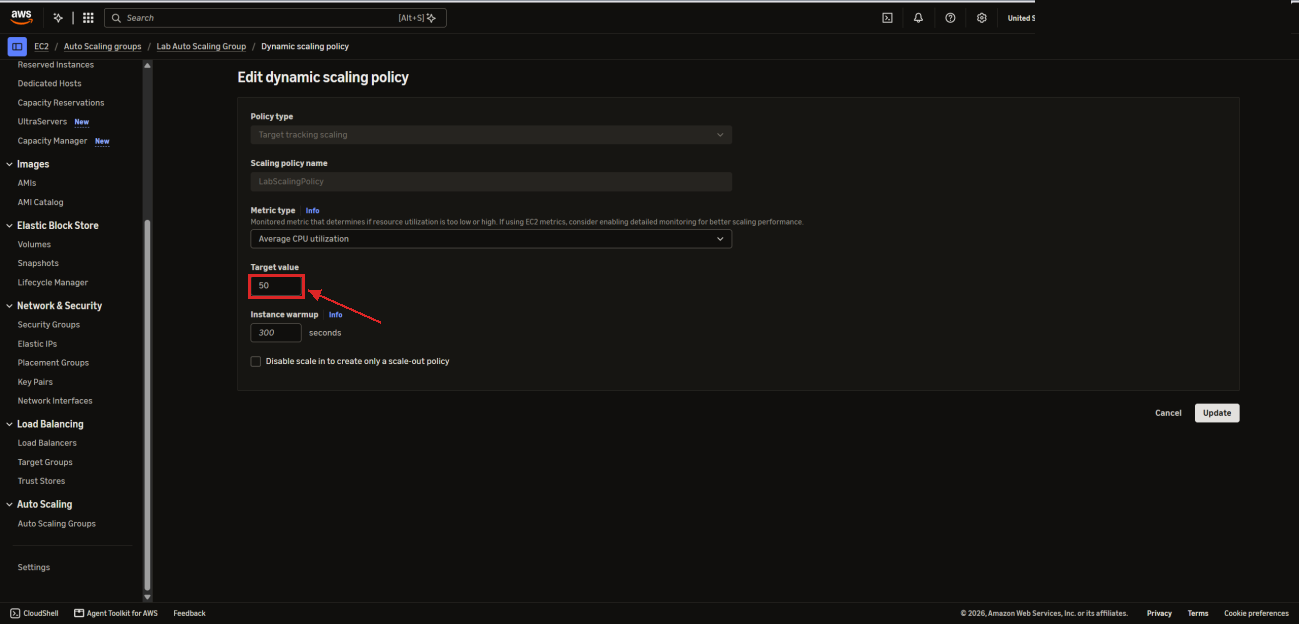 aws
Search
[Alt+S]
United S
EC2 / Auto Scaling groups / Lab Auto Scaling Group / Dynamic scaling policy
Reserved Instances
Dedicated Hosts
Capacity Reservations
UltraServers New
Capacity Manager New
Images
AMIs
AMI Catalog
Elastic Block Store
Volumes
Snapshots
Lifecycle Manager
Network & Security
Security Groups
Elastic IPs
Placement Groups
Key Pairs
Network Interfaces
Load Balancing
Load Balancers
Target Groups
Trust Stores
Auto Scaling
Auto Scaling Groups
Settings
Edit dynamic scaling policy
Policy type
Target tracking scaling
Scaling policy name
LabScalingPolicy
Metric type Info
Monitored metric that determines if resource utilization is too low or high. If using EC2 metrics, consider enabling detailed monitoring for better scaling performance.
Average CPU utilization
Target value
50
Instance warmup Info
300 seconds
Disable scale in to create only a scale-out policy
Cancel Update
CloudShell Agent Toolkit for AWS Feedback
© 2026, Amazon Web Services, Inc. or its affiliates. Privacy Terms Cookie preferences